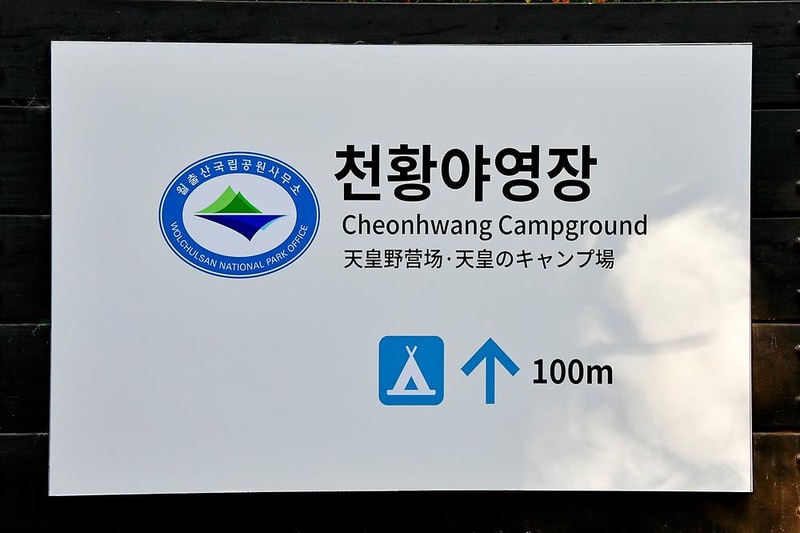 월출산국립공원사무소
WOLCHULSAN NATIONAL PARK OFFICE
천황야영장
Cheonhwang Campground
天皇野营场·天皇のキャンプ場
100m